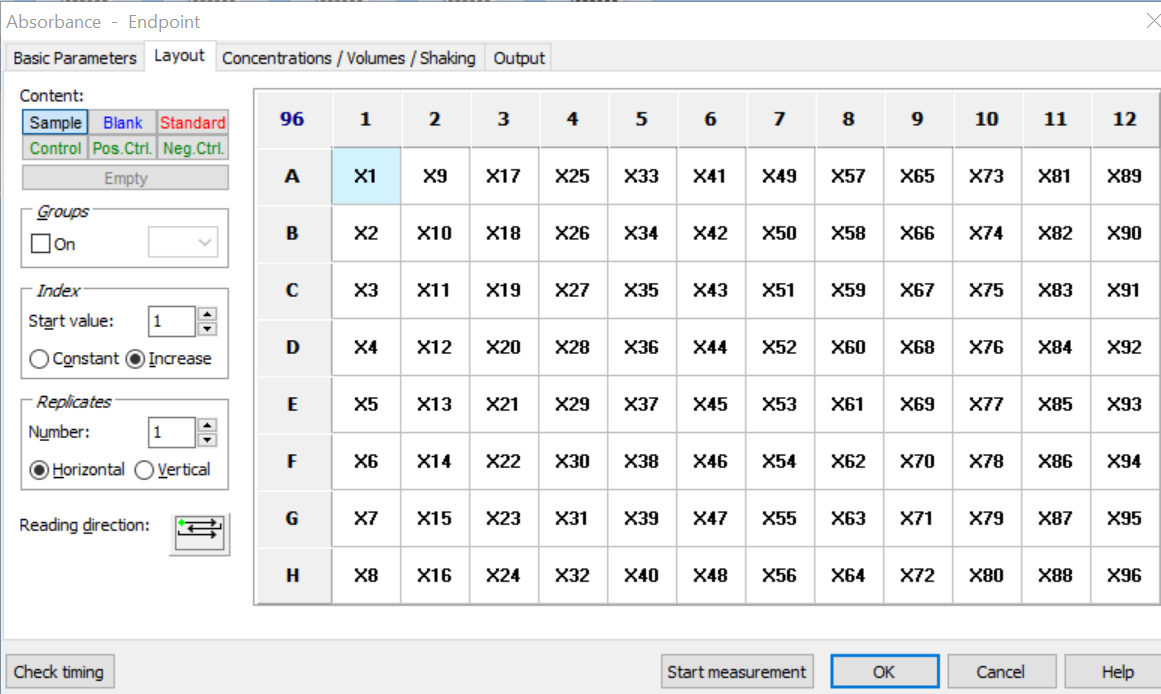 Absorbance - Endpoint
Basic Parameters Layout Concentrations / Volumes / Shaking Output
Content:
Sample Blank Standard
Control Pos.Ctrl. Neg.Ctrl.
Empty
Groups
On
Index
Start value: 1
Constant Increase
Replicates
Number: 1
Horizontal Vertical
Reading direction:
96 1 2 3 4 5 6 7 8 9 10 11 12
A X1 X9 X17 X25 X33 X41 X49 X57 X65 X73 X81 X89
B X2 X10 X18 X26 X34 X42 X50 X58 X66 X74 X82 X90
C X3 X11 X19 X27 X35 X43 X51 X59 X67 X75 X83 X91
D X4 X12 X20 X28 X36 X44 X52 X60 X68 X76 X84 X92
E X5 X13 X21 X29 X37 X45 X53 X61 X69 X77 X85 X93
F X6 X14 X22 X30 X38 X46 X54 X62 X70 X78 X86 X94
G X7 X15 X23 X31 X39 X47 X55 X63 X71 X79 X87 X95
H X8 X16 X24 X32 X40 X48 X56 X64 X72 X80 X88 X96
Check timing Start measurement OK Cancel Help